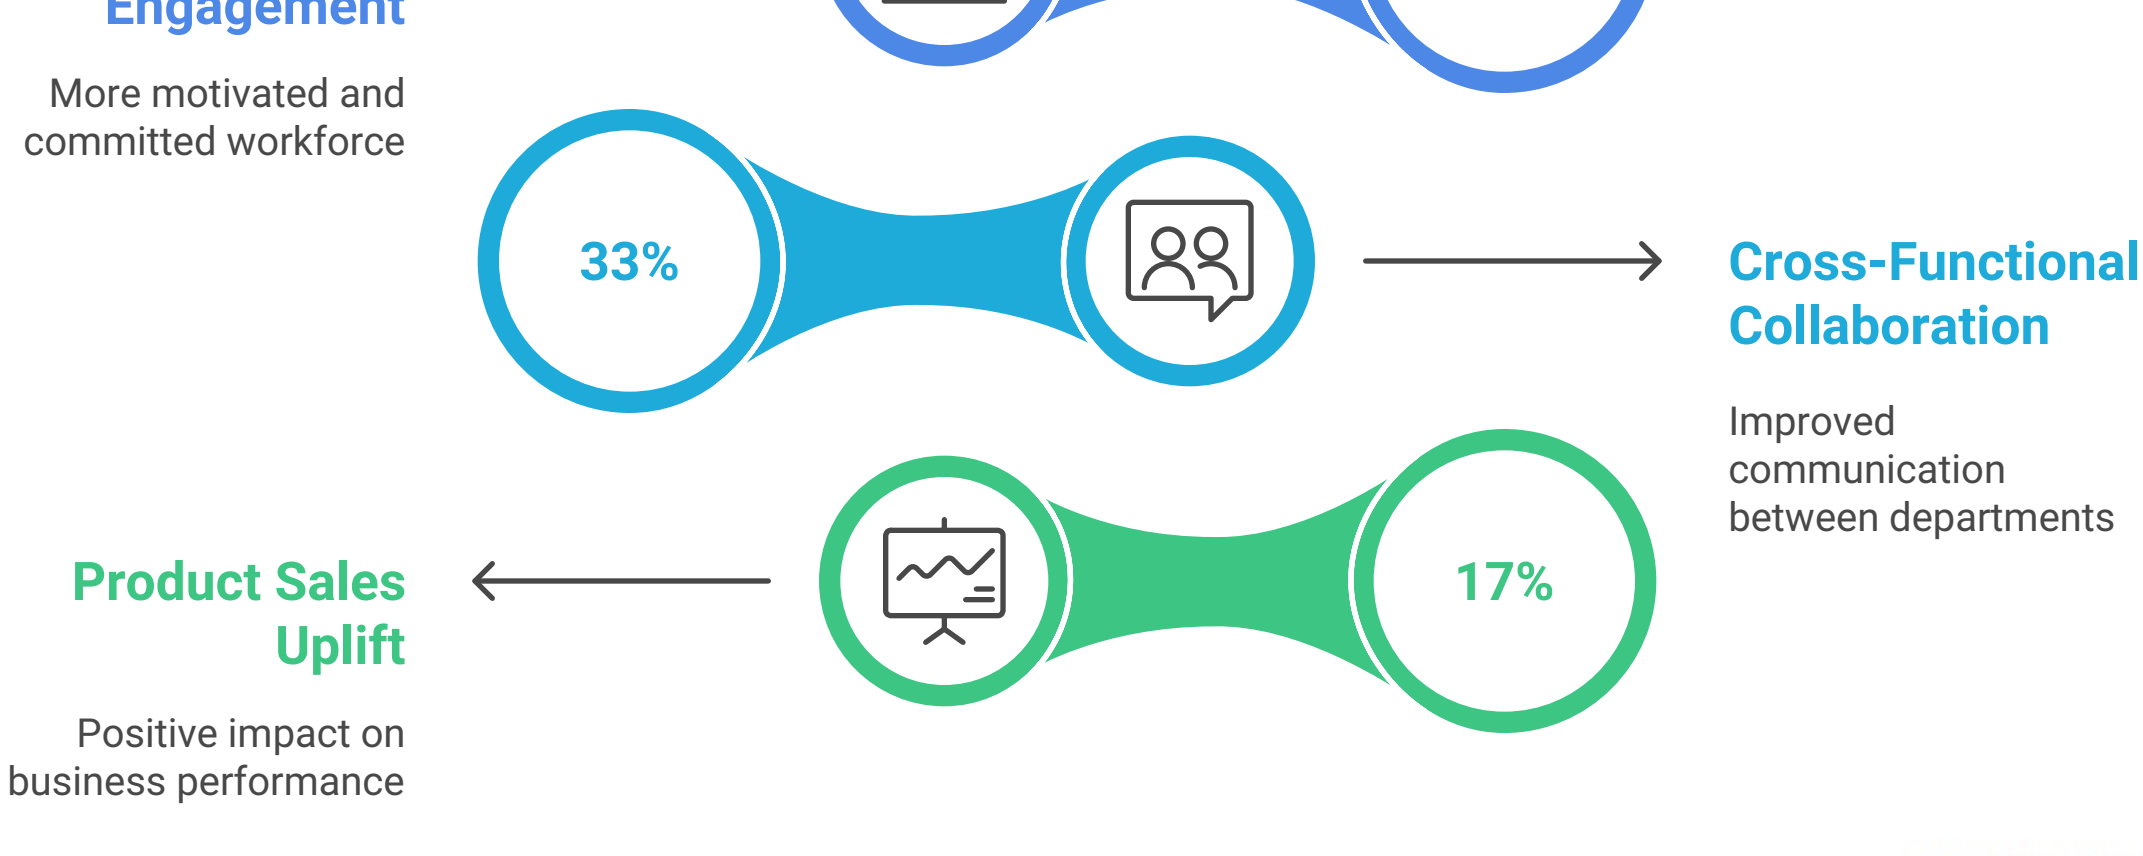 Engagement
More motivated and
committed workforce
33%
Cross-Functional
Collaboration
Improved
communication
between departments
Product Sales
Uplift
17%
Positive impact on
business performance